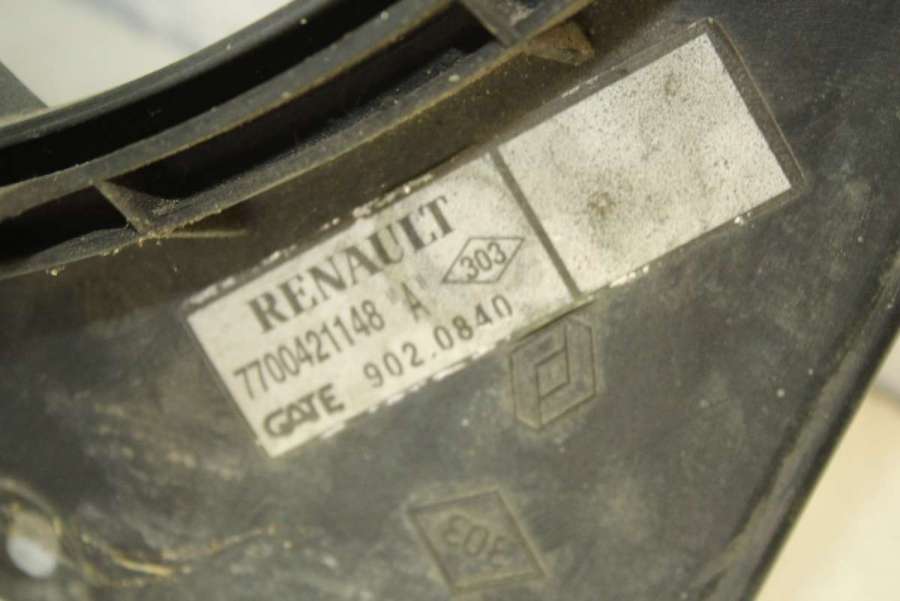 RENAULT
7700421148 A 303
GATE 902.0840
303